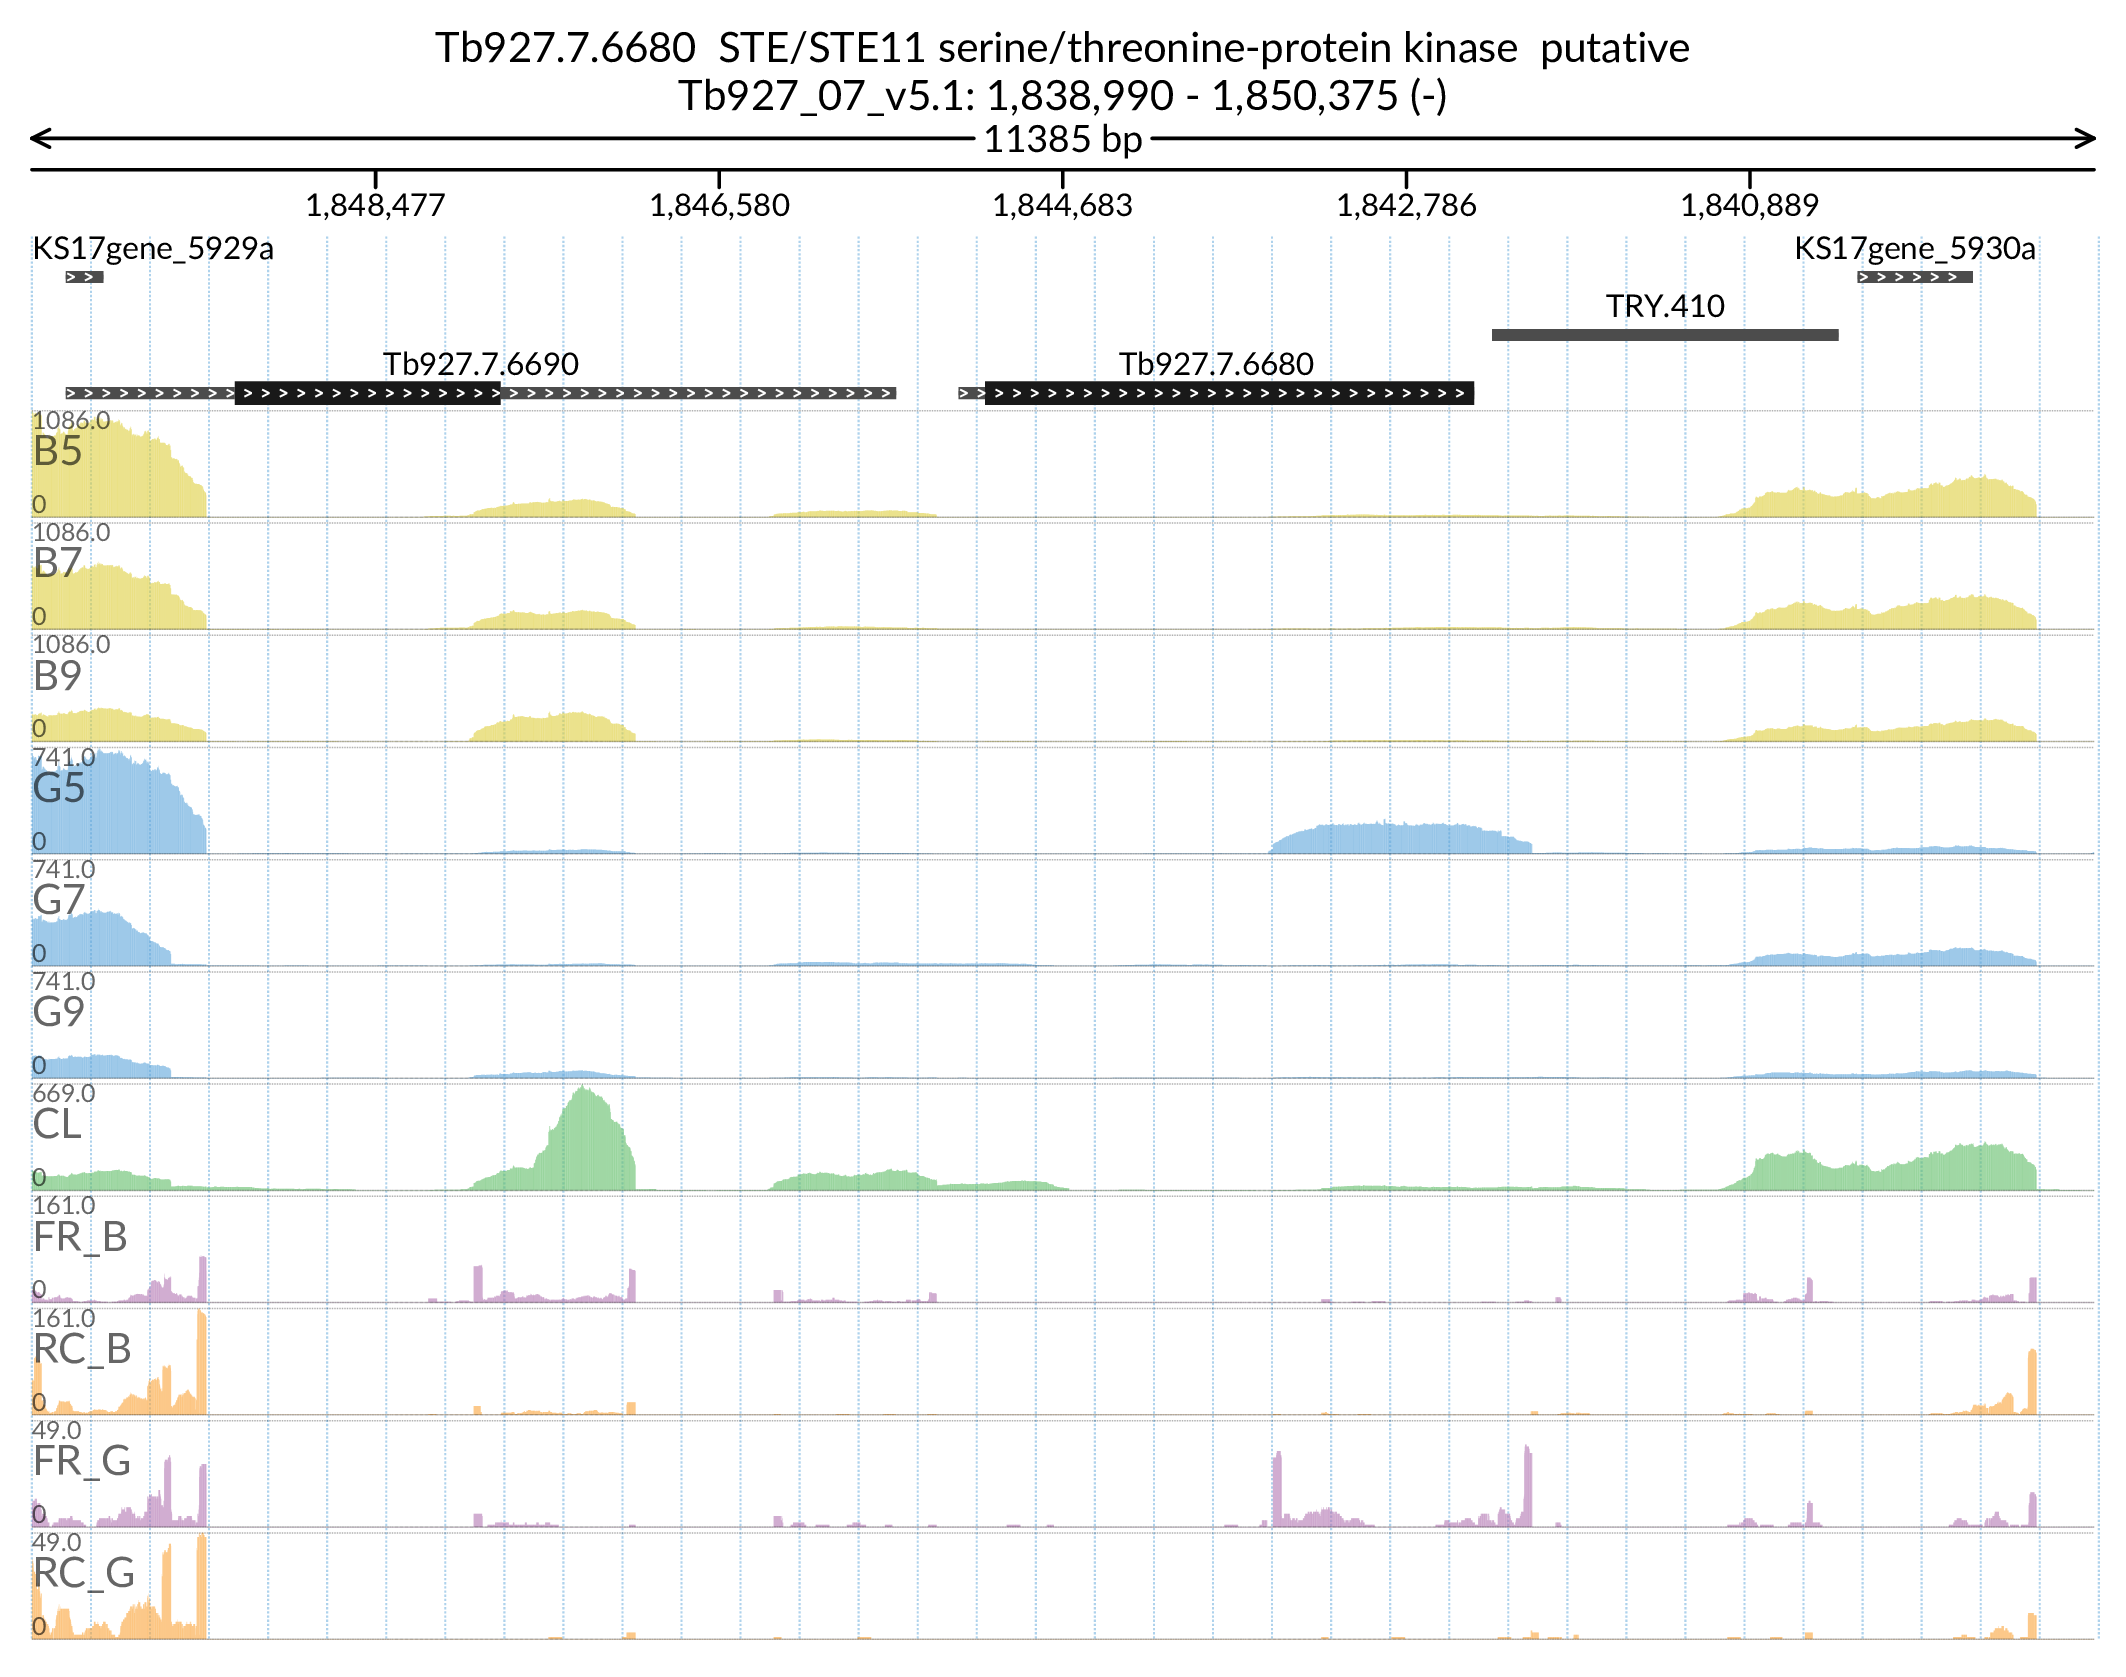 Tb927.7.6680  STE/STE11 serine/threonine-protein kinase  putative
Tb927_07_v5.1: 1,838,990 - 1,850,375 (-)
11385 bp
1,848,477 1,846,580 1,844,683 1,842,786 1,840,889
KS17gene_5929a KS17gene_5930a
TRY.410
Tb927.7.6690 Tb927.7.6680
1086.0
B5
0
1086.0
B7
0
1086.0
B9
0
741.0
G5
0
741.0
G7
0
741.0
G9
0
669.0
CL
0
161.0
FR_B
0
161.0
RC_B
0
49.0
FR_G
0
49.0
RC_G
0